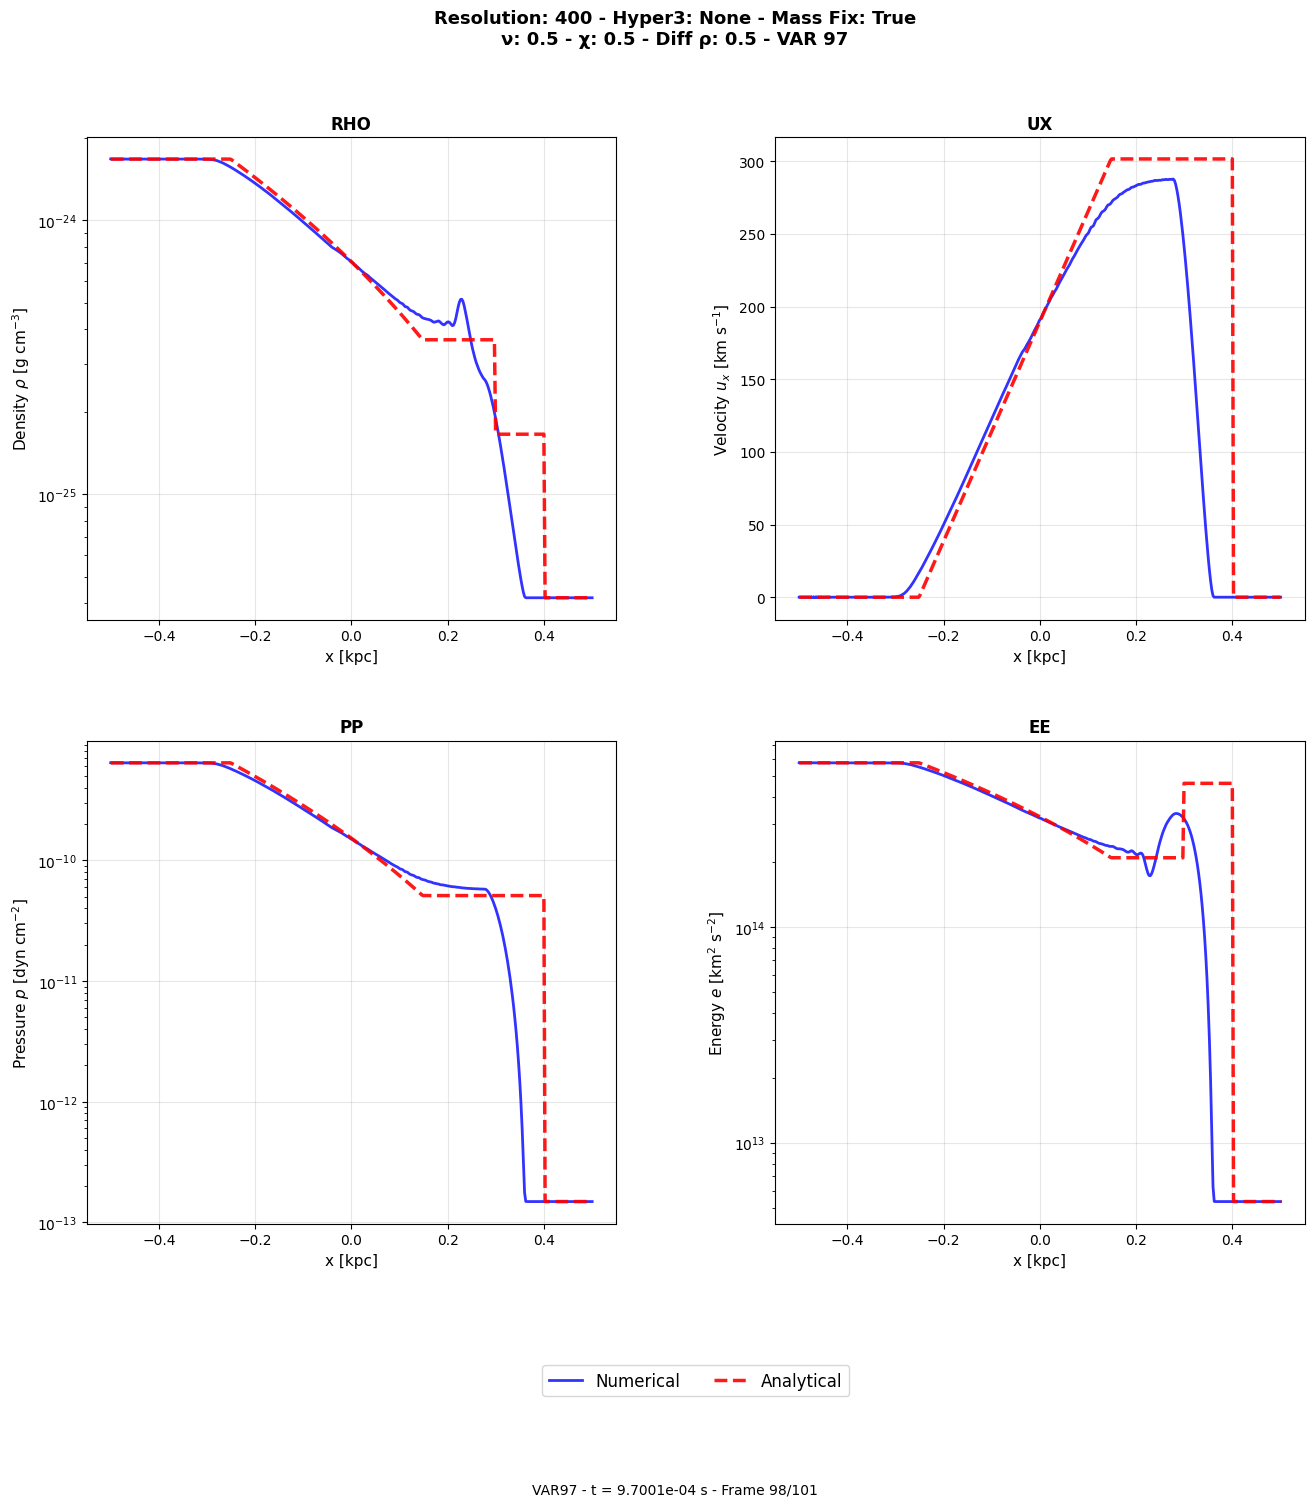 Resolution: 400 - Hyper3: None - Mass Fix: True
ν: 0.5 - χ: 0.5 - Diff ρ: 0.5 - VAR 97
RHO
Density ρ [g cm⁻³]
10⁻²⁴
10⁻²⁵
−0.4 −0.2 0.0 0.2 0.4
x [kpc]
UX
Velocity uₓ [km s⁻¹]
300
250
200
150
100
50
0
−0.4 −0.2 0.0 0.2 0.4
x [kpc]
PP
Pressure p [dyn cm⁻²]
10⁻¹⁰
10⁻¹¹
10⁻¹²
10⁻¹³
−0.4 −0.2 0.0 0.2 0.4
x [kpc]
EE
Energy e [km² s⁻²]
10¹⁴
10¹³
−0.4 −0.2 0.0 0.2 0.4
x [kpc]
Numerical Analytical
VAR97 - t = 9.7001e-04 s - Frame 98/101